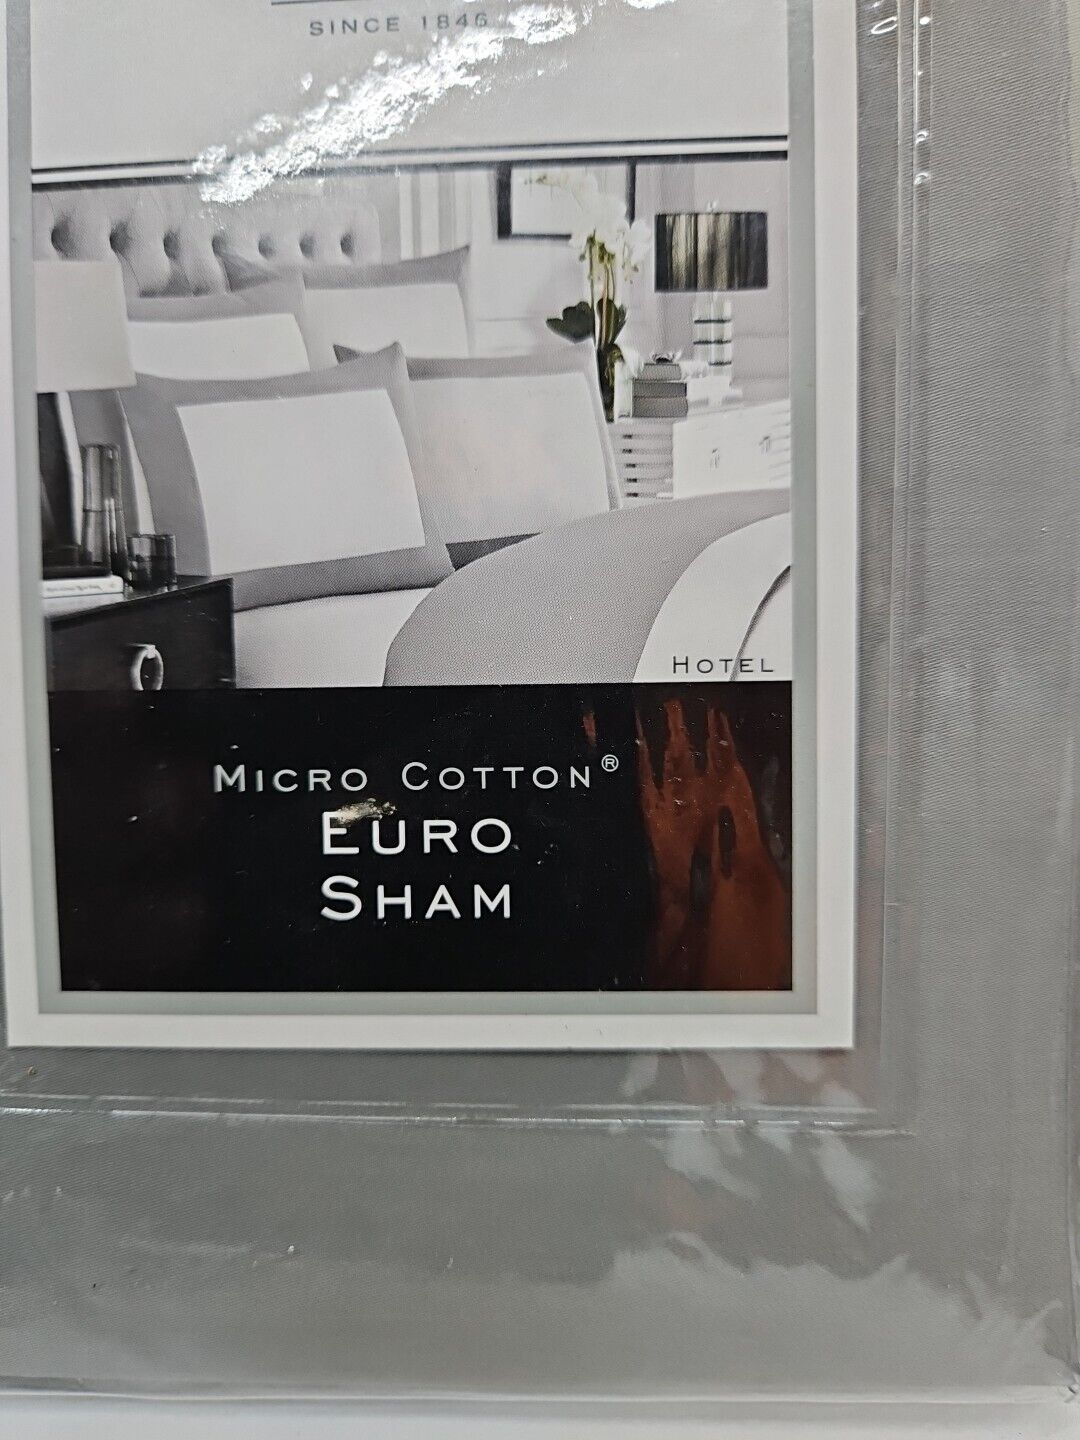 SINCE 1846
HOTEL
MICRO COTTON®
EURO
SHAM